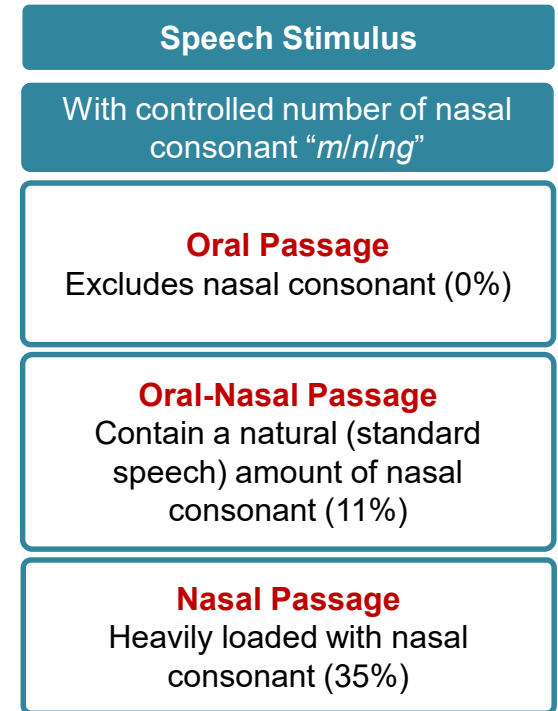 Speech Stimulus
With controlled number of nasal
consonant “m/n/ng”
Oral Passage
Excludes nasal consonant (0%)
Oral-Nasal Passage
Contain a natural (standard
speech) amount of nasal
consonant (11%)
Nasal Passage
Heavily loaded with nasal
consonant (35%)